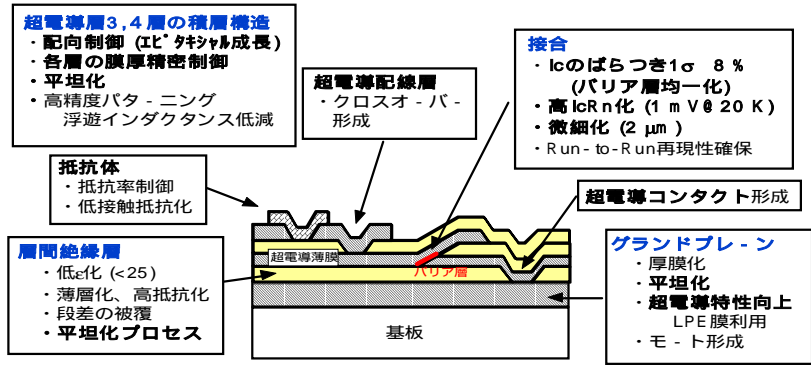 超電導層3,4層の積層構造
・配向制御 (ｴﾋﾟﾀｷｼｬﾙ成長)
・各層の膜厚精密制御
・平坦化
・高精度パタ-ニング
浮遊インダクタンス低減
超電導配線層
・クロスオ-バ-
形成
接合
・Icのばらつき1σ 8 %
(バリア層均一化)
・高IcRn化 (1 mV@20 K)
・微細化 (2 μm)
・Run-to-Run再現性確保
抵抗体
・抵抗率制御
・低接触抵抗化
超電導コンタクト形成
層間絶縁層
・低ε化 (<25)
・薄層化、高抵抗化
・段差の被覆
・平坦化プロセス
超電導薄膜
バリア層
基板
グランドプレ-ン
・厚膜化
・平坦化
・超電導特性向上
LPE膜利用
・モ-ト形成